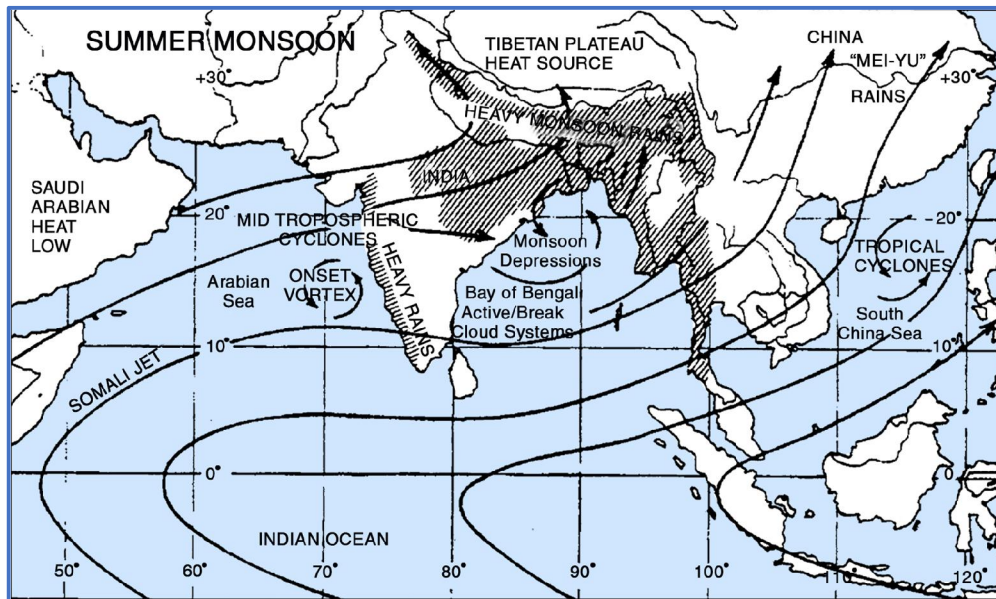 SUMMER MONSOON
TIBETAN PLATEAU
HEAT SOURCE
CHINA
"MEI-YU"
RAINS
+30°
+30°
HEAVY MONSOON RAINS
SAUDI
ARABIAN
HEAT
LOW
INDIA
20°
20°
MID TROPOSPHERIC
CYCLONES
Monsoon
Depressions
TROPICAL
CYCLONES
Arabian
Sea
ONSET
VORTEX
HEAVY RAINS
Bay of Bengal
Active/Break
Cloud Systems
South
China Sea
10°
10°
SOMALI JET
0°
0°
INDIAN OCEAN
50°
60°
70°
80°
90°
100°
110°
120°